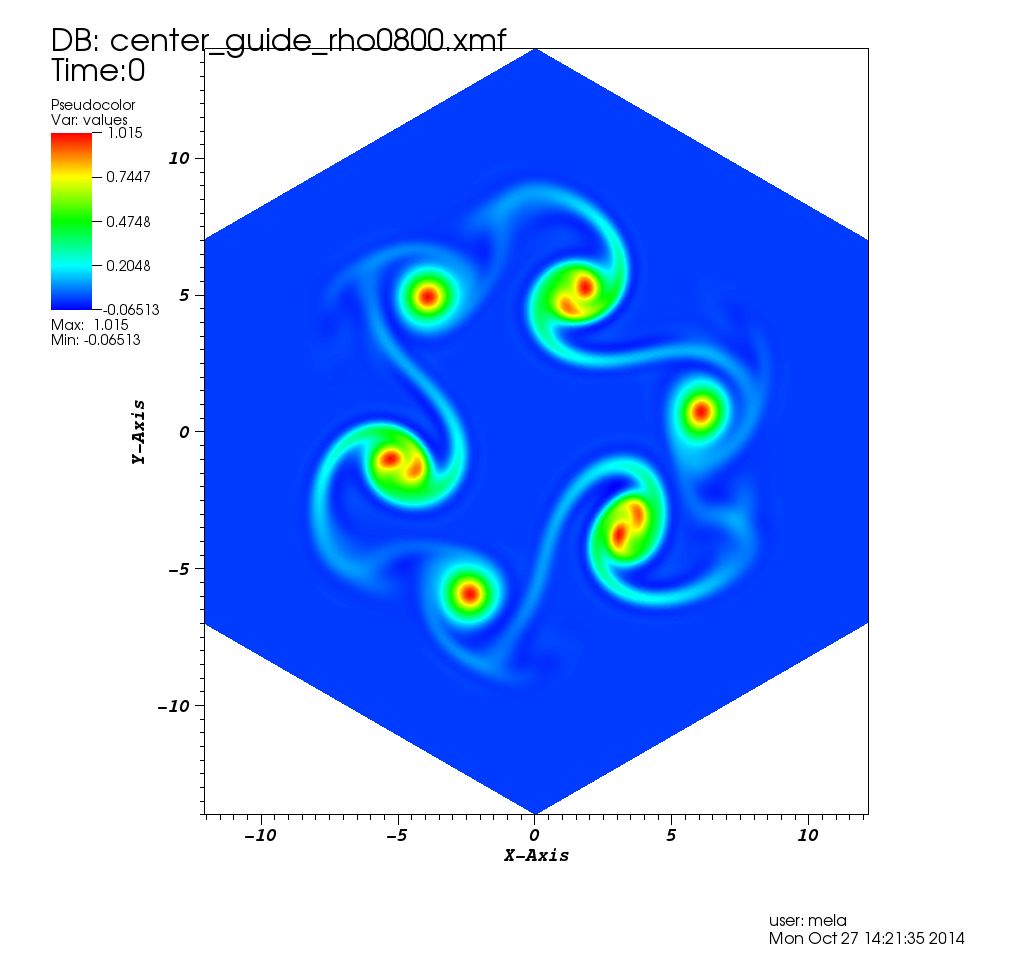 DB: center_guide_rho0800.xmf
Time:0
Pseudocolor
Var: values
1.015
0.7447
0.4748
0.2048
-0.06513
Max: 1.015
Min: -0.06513
10
5
0
-5
-10
Y-Axis
-10 -5 0 5 10
X-Axis
user: mela
Mon Oct 27 14:21:35 2014